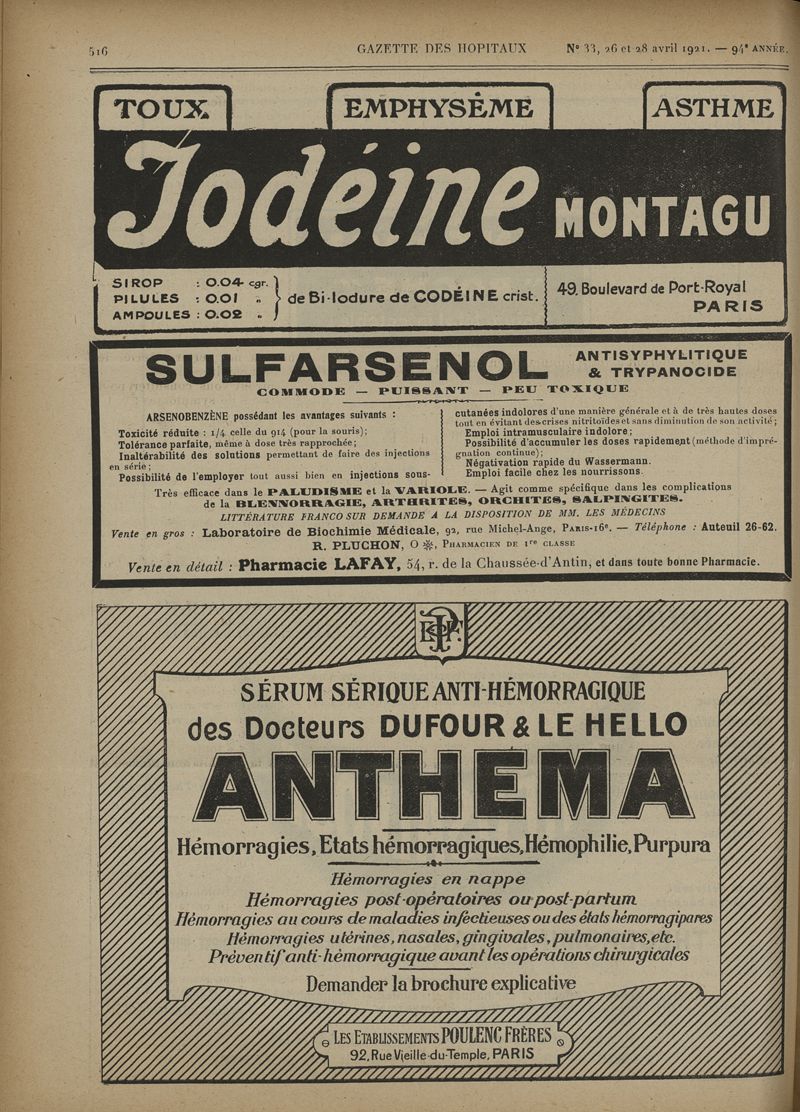 516
GAZETTE DES HOPITAUX
N° 33, 26 et 28 avril 1921. — 94e ANNÉE.
TOUX
EMPHYSÈME
ASTHME
Jodéine MONTAGU
SIROP : 0.04 cgr.
PILULES : 0.01 „
AMPOULES : 0.02 „
de Bi-Iodure de CODÉINE crist.
49, Boulevard de Port-Royal
PARIS
SULFARSENOL
ANTISYPHYLITIQUE
& TRYPANOCIDE
COMMODE — PUISSANT — PEU TOXIQUE
ARSENOBENZÈNE possédant les avantages suivants :
Toxicité réduite : 1/4 celle du 914 (pour la souris);
Tolérance parfaite, même à dose très rapprochée;
Inaltérabilité des solutions permettant de faire des injections
en série;
Possibilité de l'employer tout aussi bien en injections sous-
cutanées indolores d'une manière générale et à de très hautes doses
tout en évitant des crises nitritoïdes et sans diminution de son activité;
Emploi intramusculaire indolore;
Possibilité d'accumuler les doses rapidement (méthode d'impré-
gnation continue);
Négativation rapide du Wassermann.
Emploi facile chez les nourrissons.
Très efficace dans le PALUDISME et la VARIOLE. — Agit comme spécifique dans les complications
de la BLENNORRAGIE, ARTHRITES, ORCHITES, SALPINGITES.
LITTÉRATURE FRANCO SUR DEMANDE A LA DISPOSITION DE MM. LES MÉDECINS
Vente en gros : Laboratoire de Biochimie Médicale, 92, rue Michel-Ange, PARIS-16e. — Téléphone : Auteuil 26-62.
R. PLUCHON, O ❉, PHARMACIEN DE 1re CLASSE
Vente en détail : Pharmacie LAFAY, 54, r. de la Chaussée-d'Antin, et dans toute bonne Pharmacie.
SÉRUM SÉRIQUE ANTI-HÉMORRAGIQUE
des Docteurs DUFOUR & LE HELLO
ANTHÉMA
Hémorragies, Etats hémorragiques, Hémophilie, Purpura
Hémorragies en nappe
Hémorragies post-opératoires ou post-partum
Hémorragies au cours de maladies infectieuses ou des états hémorragipares
Hémorragies utérines, nasales, gingivales, pulmonaires, etc.
Préventif anti-hémorragique avant les opérations chirurgicales
Demander la brochure explicative
LES ETABLISSEMENTS POULENC FRÈRES
92, Rue Vieille-du-Temple, PARIS